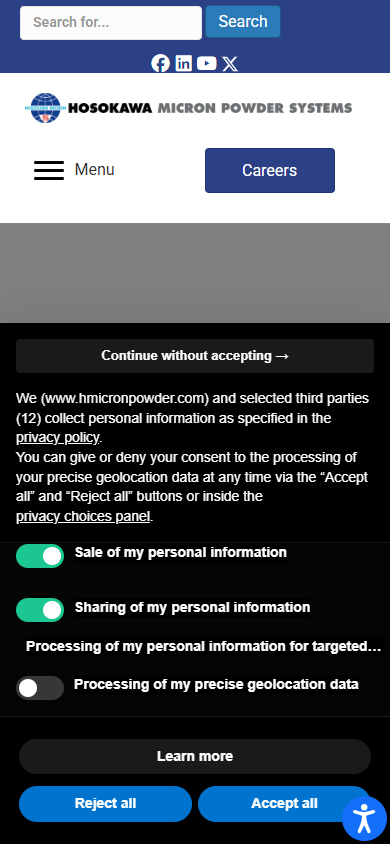 Search for...
Search
HOSOKAWA MICRON POWDER SYSTEMS
Menu
Careers
Continue without accepting →
We (www.hmicronpowder.com) and selected third parties
(12) collect personal information as specified in the
privacy policy.
You can give or deny your consent to the processing of
your precise geolocation data at any time via the “Accept
all” and “Reject all” buttons or inside the
privacy choices panel.
Sale of my personal information
Sharing of my personal information
Processing of my personal information for targeted...
Processing of my precise geolocation data
Learn more
Reject all
Accept all